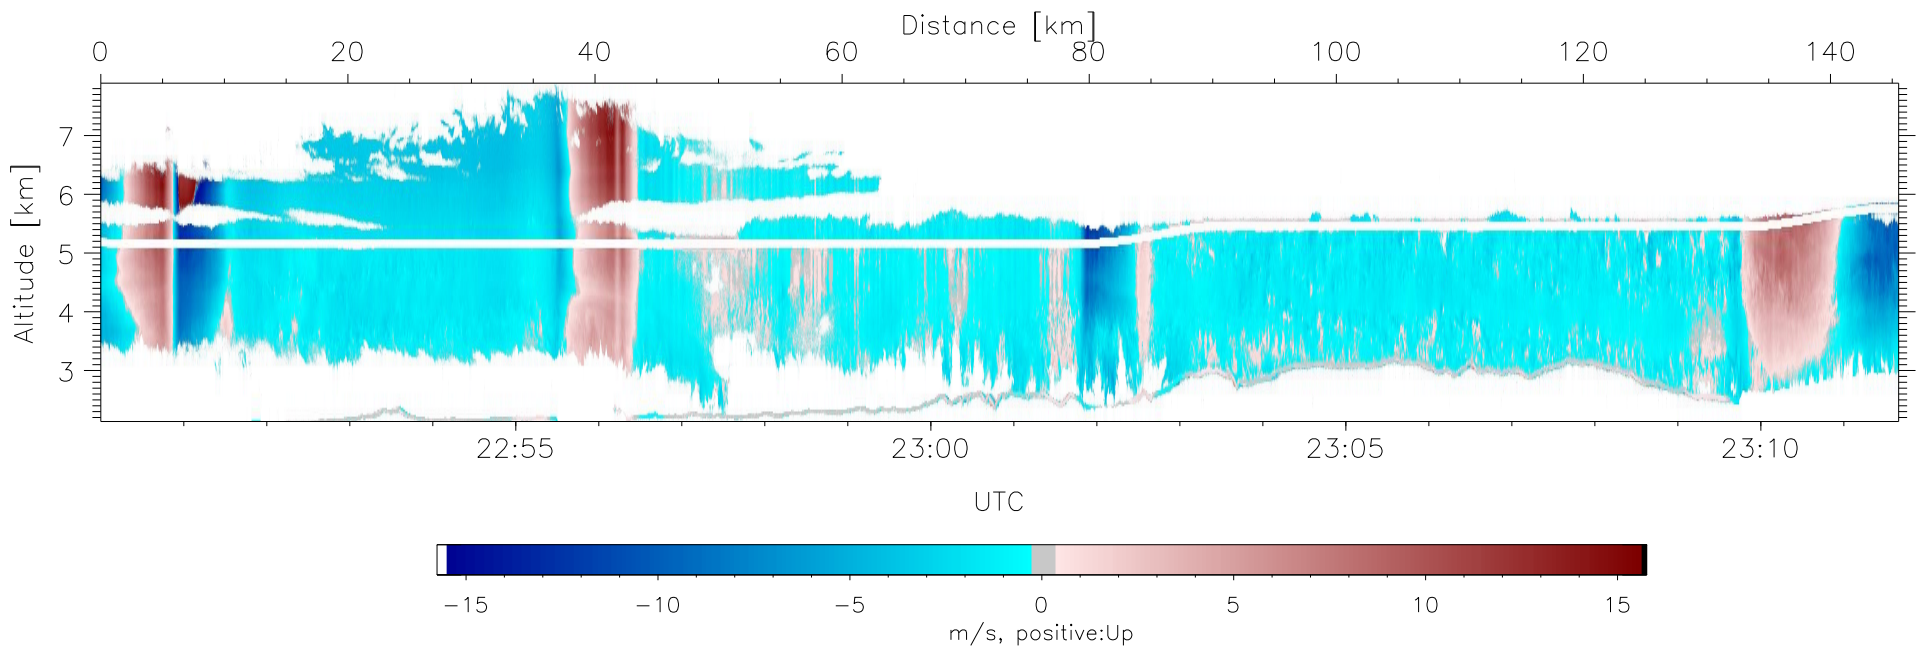 Distance [km]
0 20 40 60 80 100 120 140
Altitude [km]
7
6
5
4
3
22:55 23:00 23:05 23:10
UTC
−15 −10 −5 0 5 10 15
m/s, positive:Up